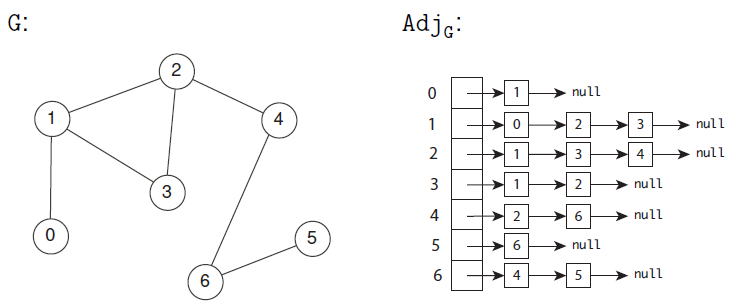 G:
Adj_G:
2
1
4
3
0
5
6
0 1 null
1 0 2 3 null
2 1 3 4 null
3 1 2 null
4 2 6 null
5 6 null
6 4 5 null